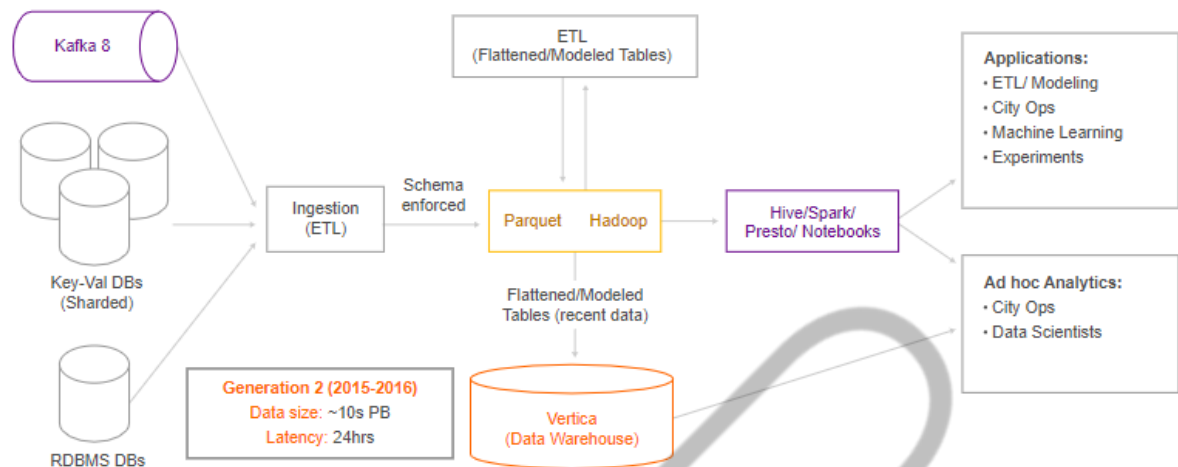 Kafka 8
ETL
(Flattened/Modeled Tables)
Applications:
• ETL/ Modeling
• City Ops
• Machine Learning
• Experiments
Key-Val DBs
(Sharded)
Ingestion
(ETL)
Schema
enforced
Parquet Hadoop
Hive/Spark/
Presto/ Notebooks
Flattened/Modeled
Tables (recent data)
Ad hoc Analytics:
• City Ops
• Data Scientists
RDBMS DBs
Generation 2 (2015-2016)
Data size: ~10s PB
Latency: 24hrs
Vertica
(Data Warehouse)